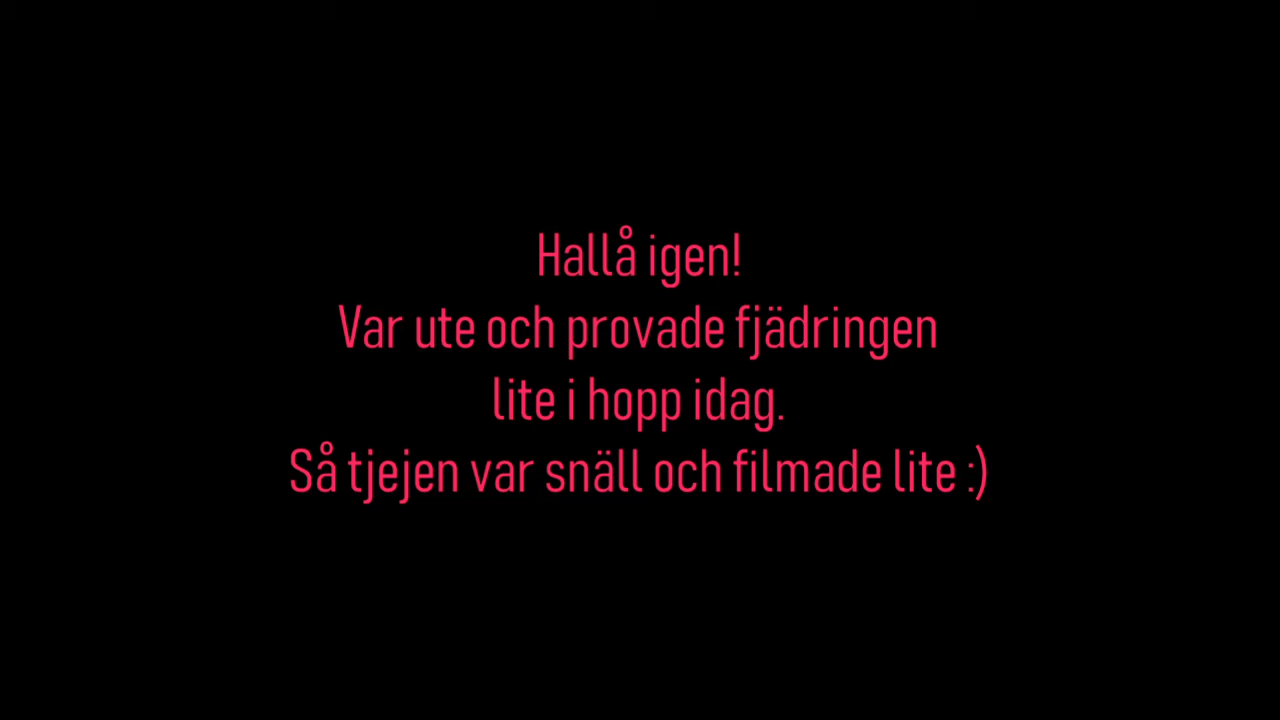 Hallå igen!
Var ute och provade fjädringen
lite i hopp idag.
Så tjejen var snäll och filmade lite :)